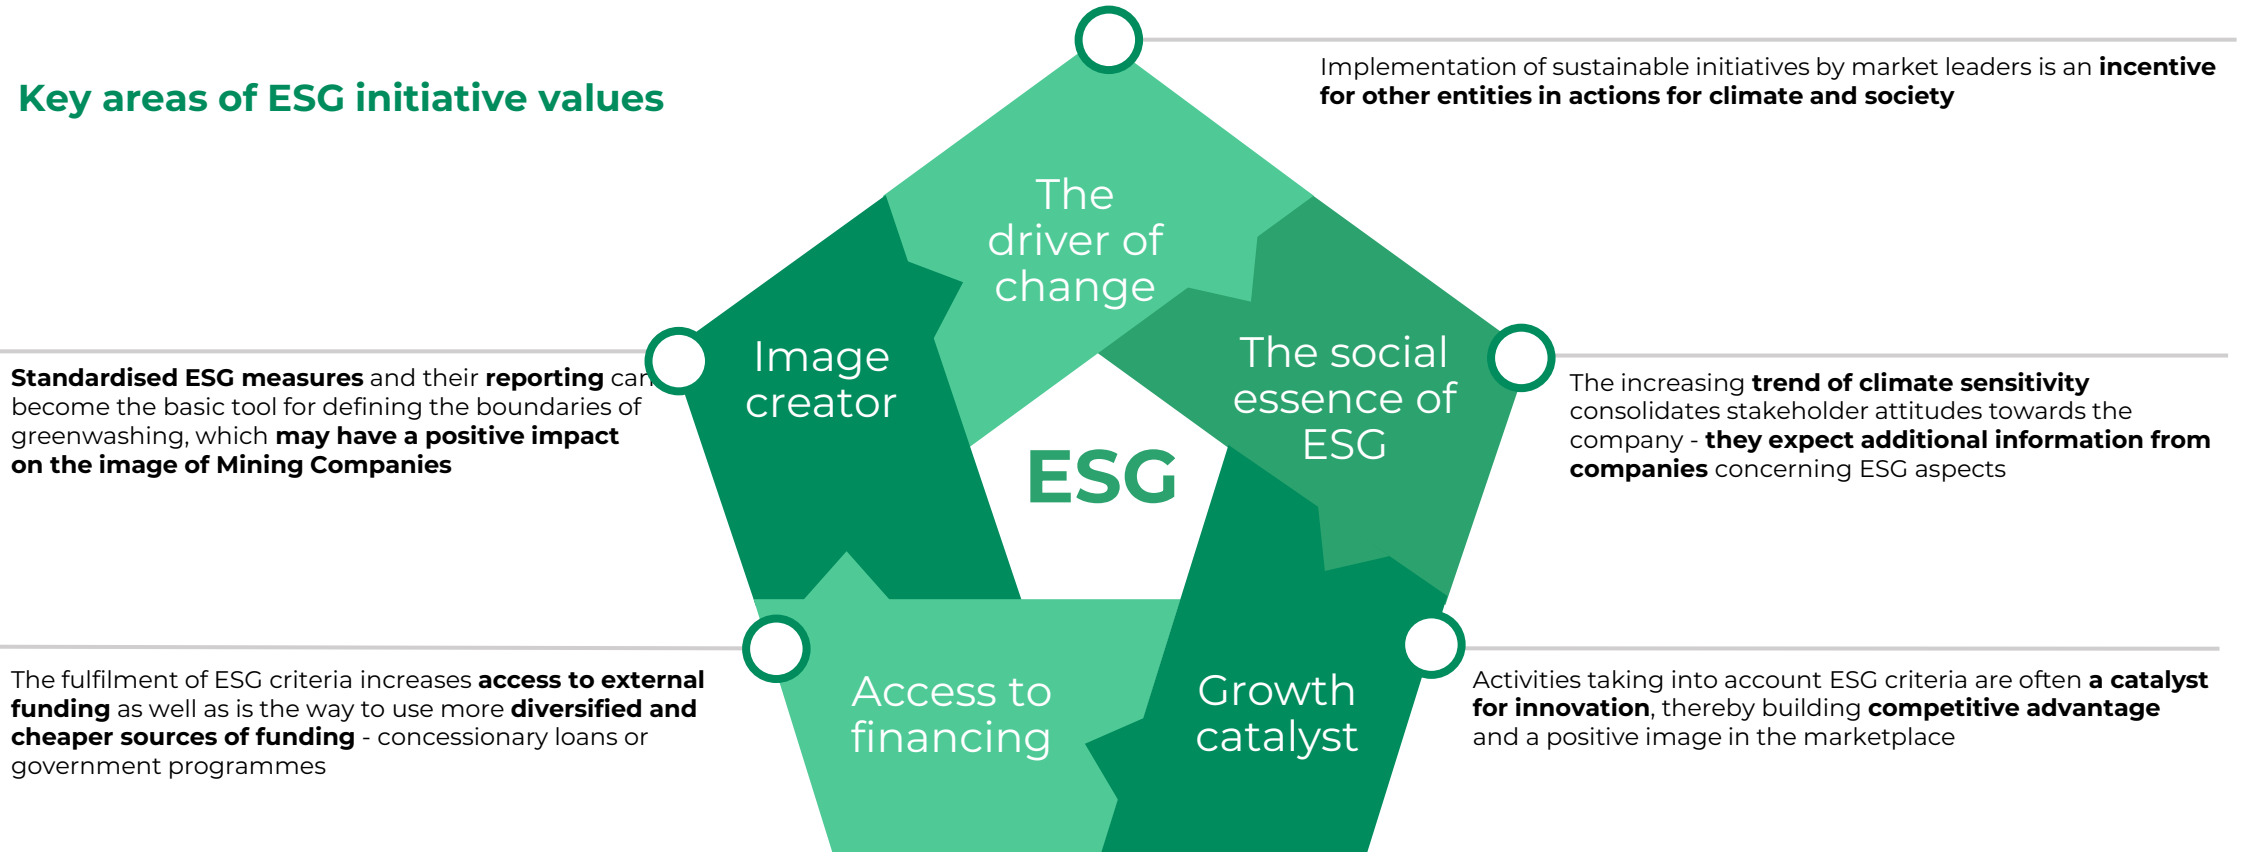 Key areas of ESG initiative values
Implementation of sustainable initiatives by market leaders is an incentive
for other entities in actions for climate and society
The
driver of
change
Image
creator
The social
essence of
ESG
ESG
Standardised ESG measures and their reporting can
become the basic tool for defining the boundaries of
greenwashing, which may have a positive impact
on the image of Mining Companies
The increasing trend of climate sensitivity
consolidates stakeholder attitudes towards the
company - they expect additional information from
companies concerning ESG aspects
Access to
financing
Growth
catalyst
The fulfilment of ESG criteria increases access to external
funding as well as is the way to use more diversified and
cheaper sources of funding - concessionary loans or
government programmes
Activities taking into account ESG criteria are often a catalyst
for innovation, thereby building competitive advantage
and a positive image in the marketplace